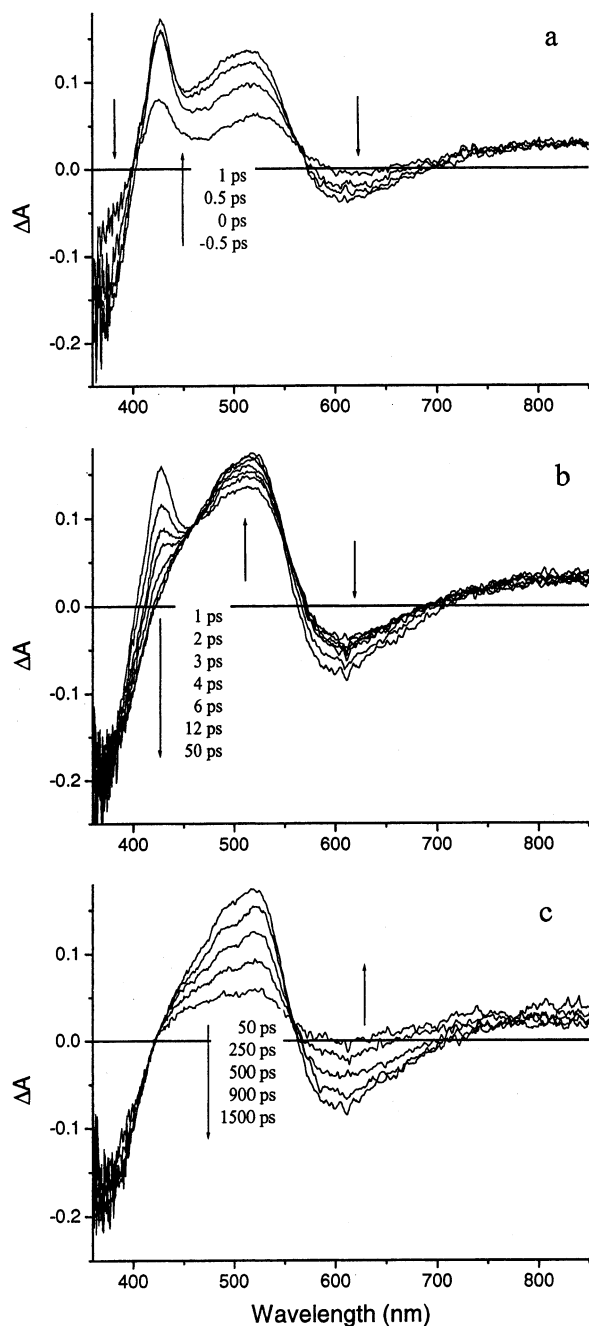 a
0.1
0.0
-0.1
-0.2
ΔA
1 ps
0.5 ps
0 ps
-0.5 ps
400 500 600 700 800
b
0.1
0.0
-0.1
-0.2
ΔA
1 ps
2 ps
3 ps
4 ps
6 ps
12 ps
50 ps
400 500 600 700 800
c
0.1
0.0
-0.1
-0.2
ΔA
50 ps
250 ps
500 ps
900 ps
1500 ps
400 500 600 700 800
Wavelength (nm)